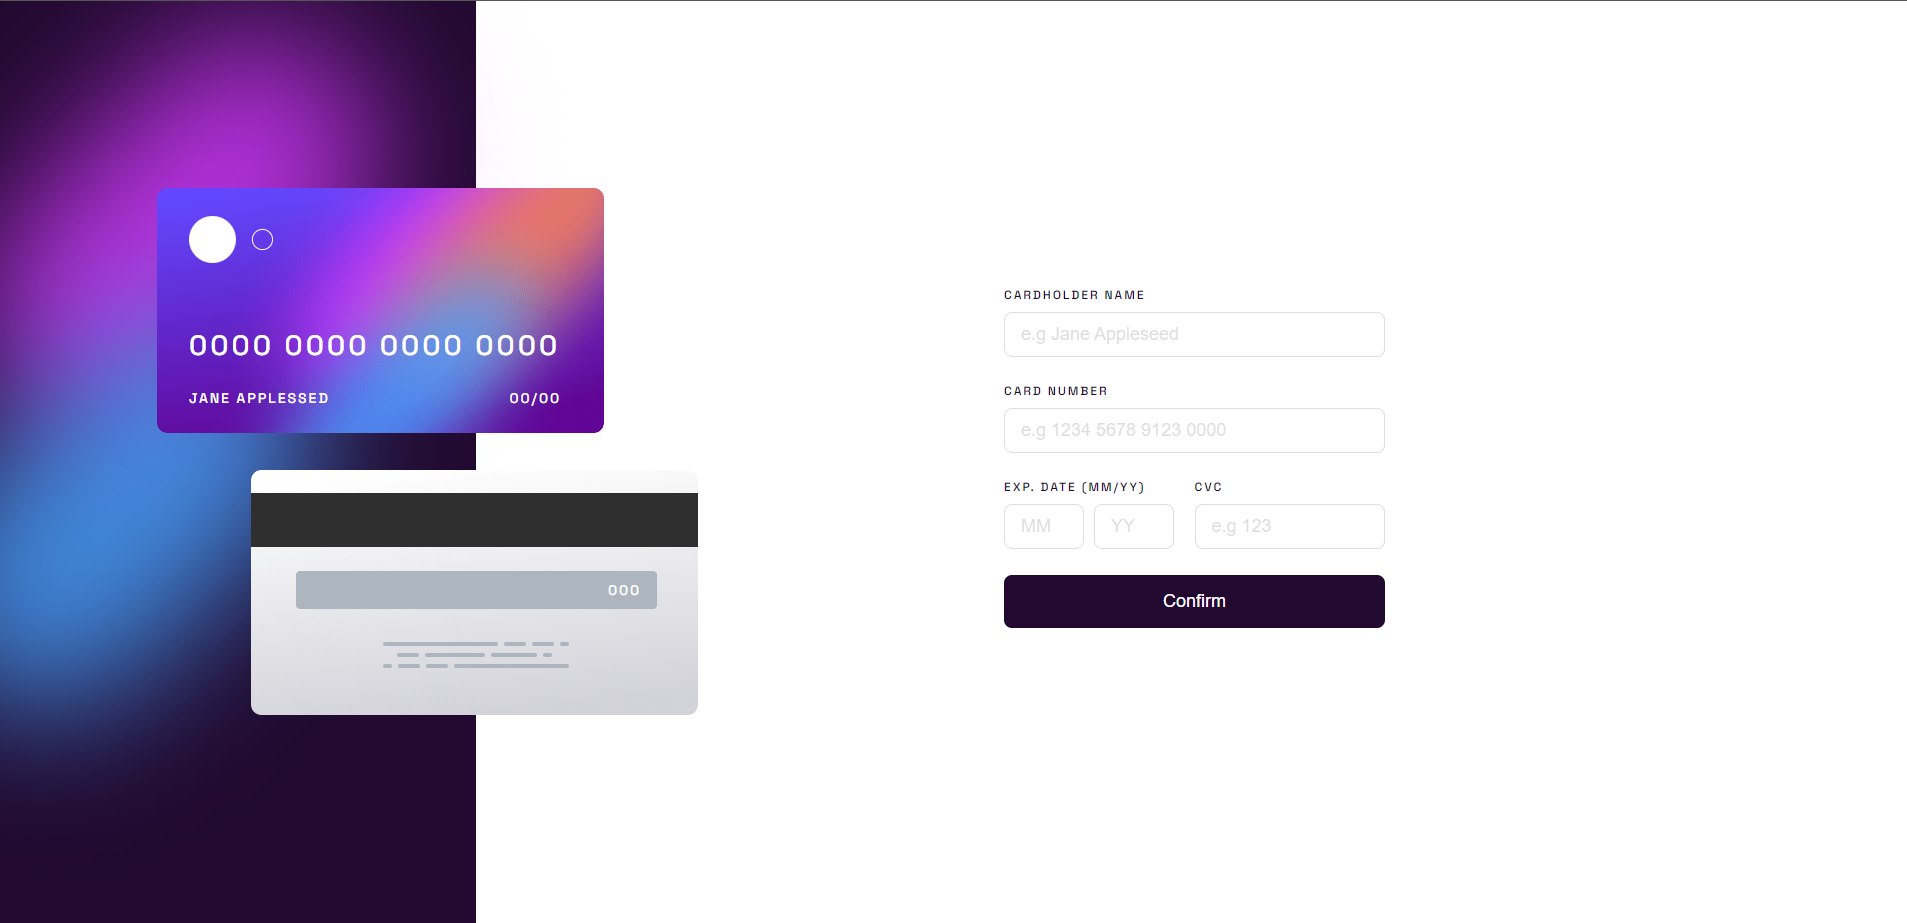 0000 0000 0000 0000
JANE APPLESSED 00/00
000
CARDHOLDER NAME
e.g Jane Appleseed
CARD NUMBER
e.g 1234 5678 9123 0000
EXP. DATE (MM/YY) CVC
MM YY e.g 123
Confirm